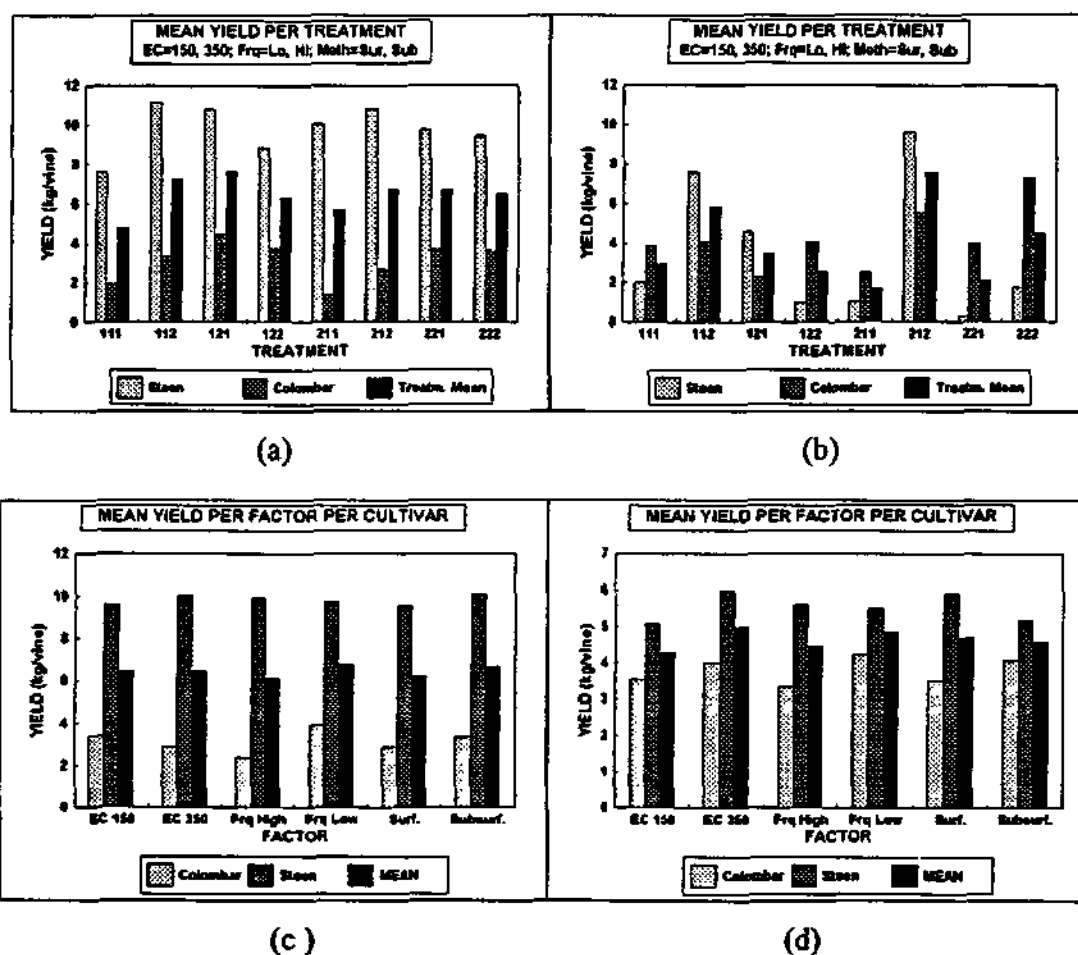 MEAN YIELD PER TREATMENT
EC=150, 350; Frq=Lo, Hi; Meth=Sur, Sub
12
10
8
6
4
2
0
YIELD (kg/vine)
111 112 121 122 211 212 221 222
TREATMENT
Steen Colombar Treatm. Mean
(a)
MEAN YIELD PER TREATMENT
EC=150, 350; Frq=Lo, Hi; Meth=Sur, Sub
12
10
8
6
4
2
0
YIELD (kg/vine)
111 112 121 122 211 212 221 222
TREATMENT
Steen Colombar Treatm. Mean
(b)
MEAN YIELD PER FACTOR PER CULTIVAR
12
10
8
6
4
2
0
YIELD (kg/vine)
EC 150 EC 350 Frq High Frq Low Surf. Subsurf.
FACTOR
Colombar Steen MEAN
(c )
MEAN YIELD PER FACTOR PER CULTIVAR
7
6
5
4
3
2
1
0
YIELD (kg/vine)
EC 150 EC 350 Frq High Frq Low Surf. Subsurf.
FACTOR
Colombar Steen MEAN
(d)